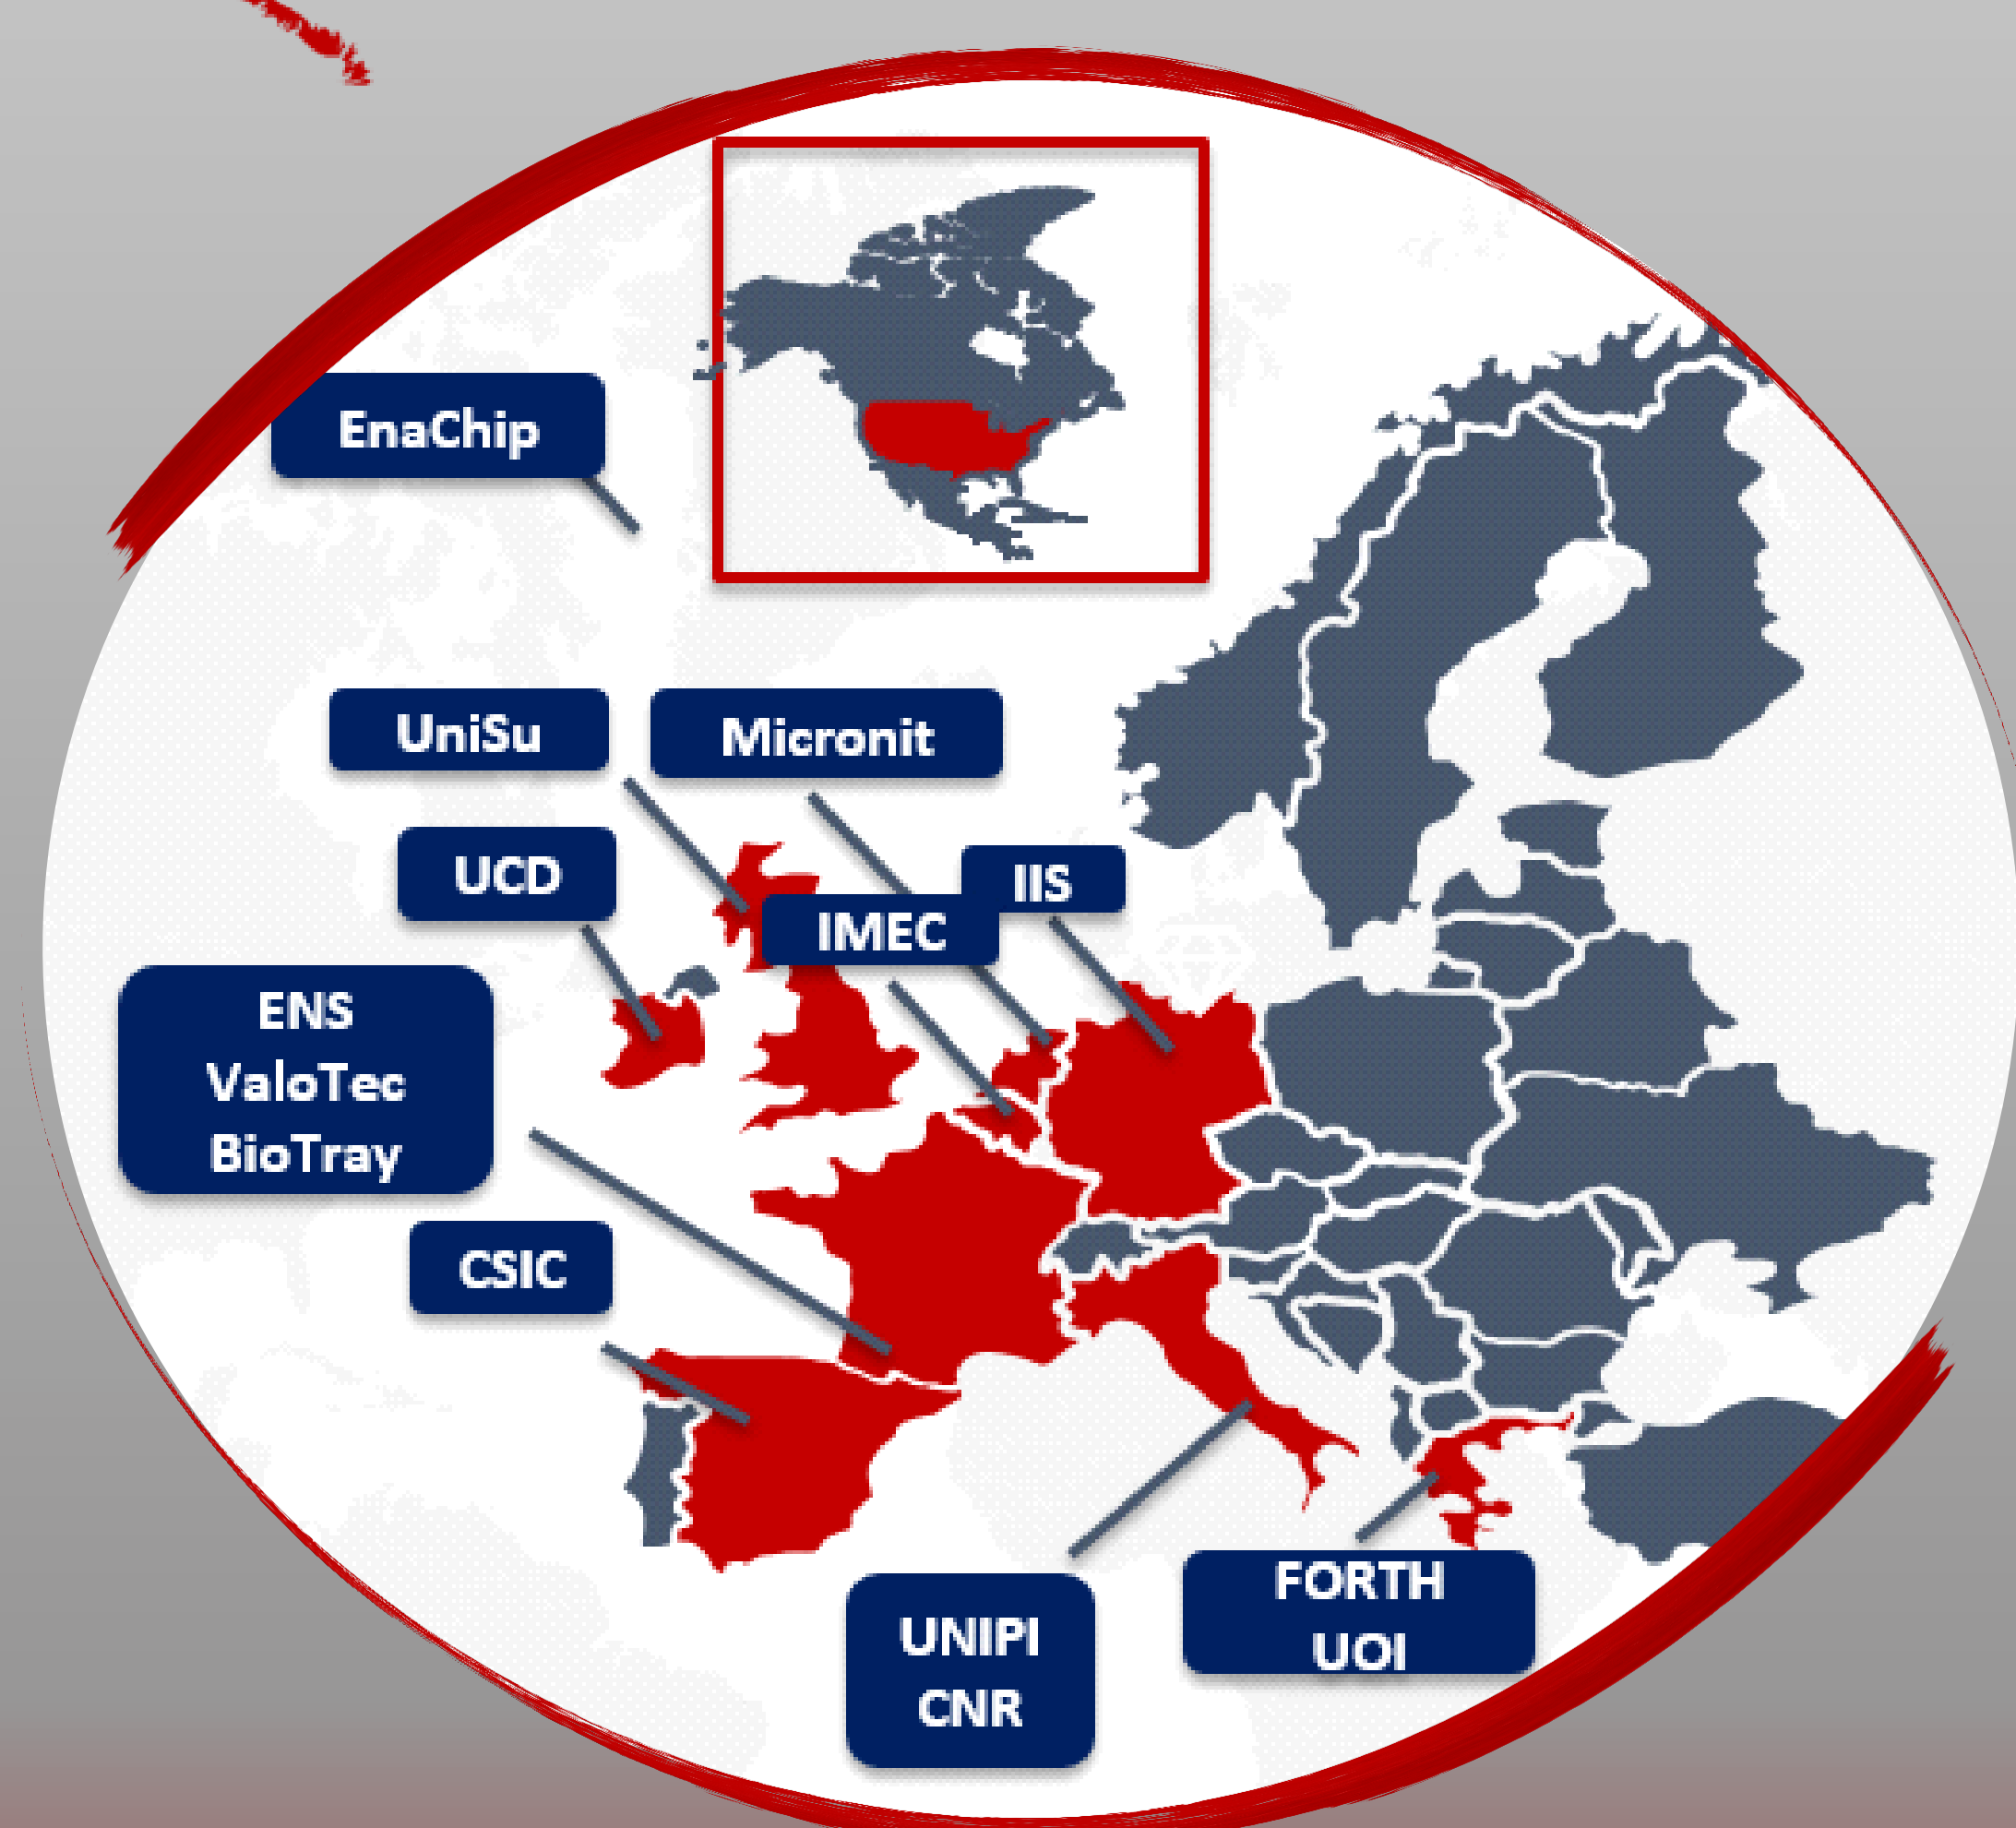 EnaChip
UniSu
Micronit
UCD
IIS
IMEC
ENS
ValoTec
BioTray
CSIC
UNIPI
CNR
FORTH
UOI